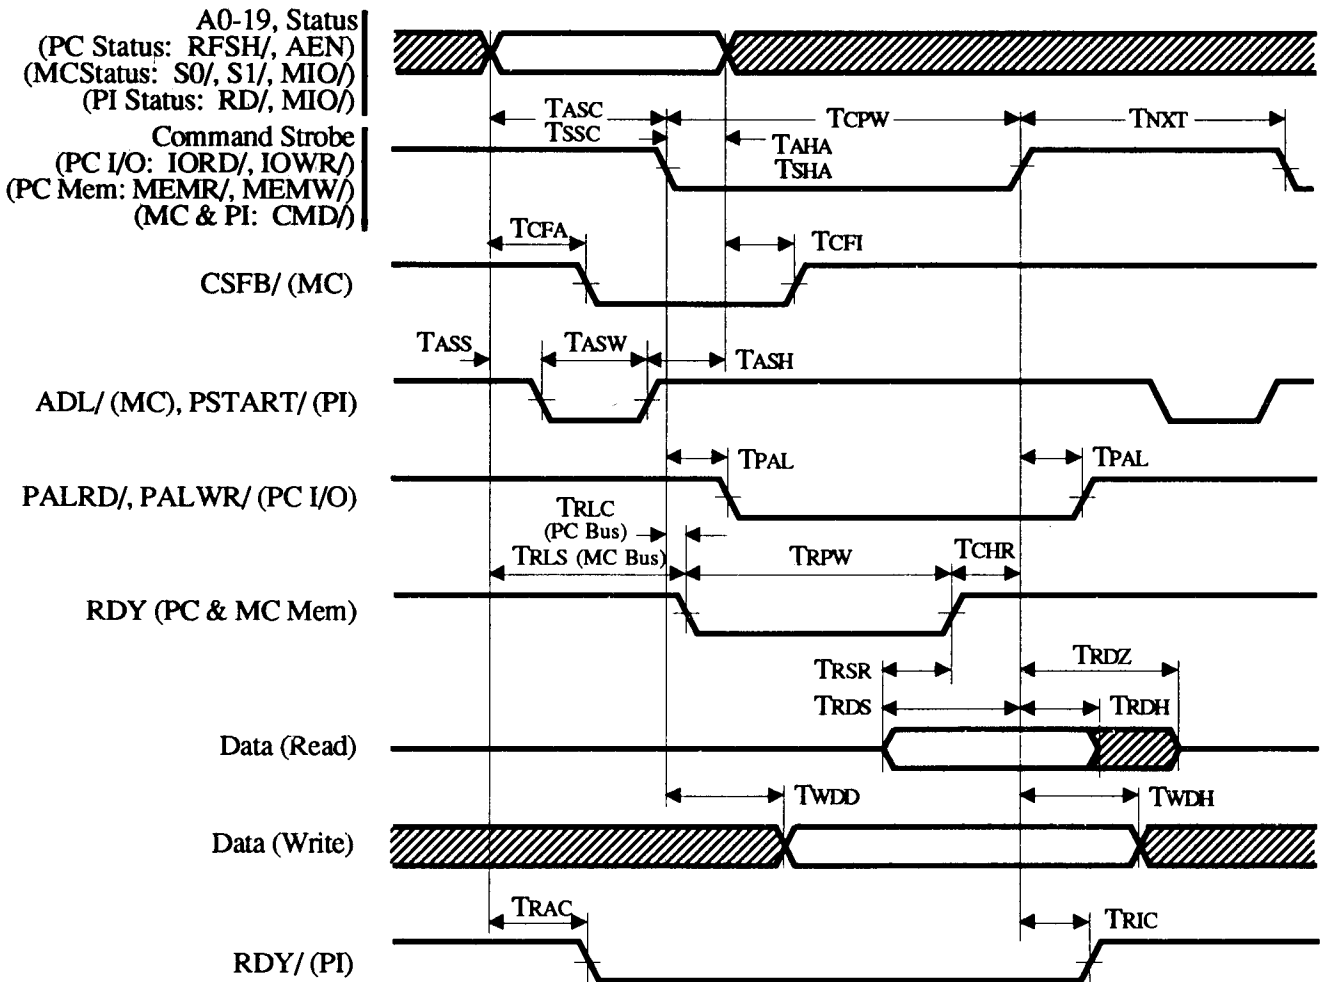 A0-19, Status
(PC Status: RFSH/, AEN)
(MCStatus: S0/, S1/, MIO/)
(PI Status: RD/, MIO/)
TASC
TSSC
TCPW
TNXT
TAHA
TSHA
Command Strobe
(PC I/O: IORD/, IOWR/)
(PC Mem: MEMR/, MEMW/)
(MC & PI: CMD/)
TCFA
TCFI
CSFB/ (MC)
TASS
TASW
TASH
ADL/ (MC), PSTART/ (PI)
TPAL
TPAL
PALRD/, PALWR/ (PC I/O)
TRLC
(PC Bus)
TRLS (MC Bus)
TRPW
TCHR
RDY (PC & MC Mem)
TRSR
TRDZ
TRDS
TRDH
Data (Read)
TWDD
TWDH
Data (Write)
TRAC
TRIC
RDY/ (PI)